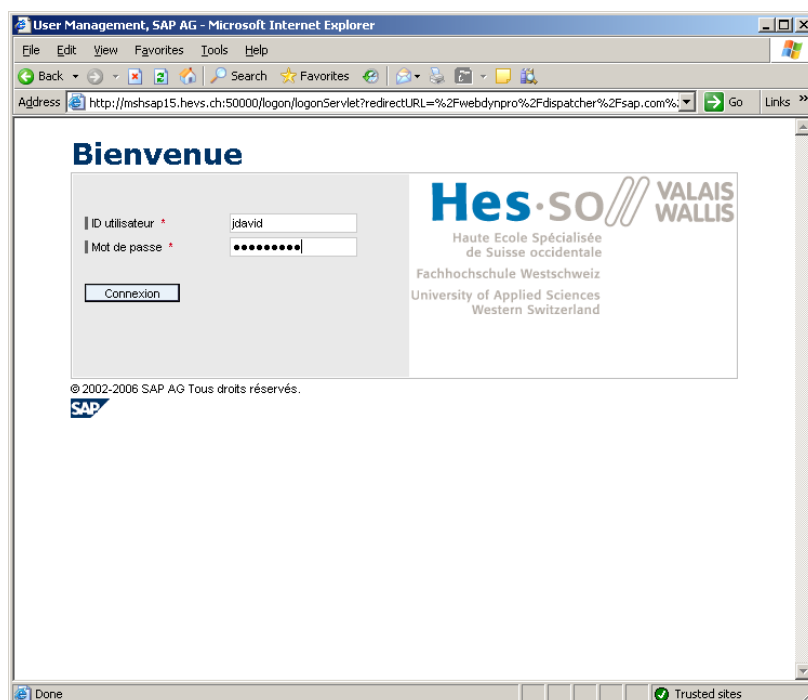 User Management, SAP AG - Microsoft Internet Explorer
File Edit View Favorites Tools Help
Back Search Favorites
Address http://mshsap15.hevs.ch:50000/logon/logonServlet?redirectURL=%2Fwebdynpro%2Fdispatcher%2Fsap.com% Go Links »
Bienvenue
ID utilisateur * jdavid
Mot de passe * •••••••••
Connexion
Hes·so VALAIS
WALLIS
Haute Ecole Spécialisée
de Suisse occidentale
Fachhochschule Westschweiz
University of Applied Sciences
Western Switzerland
© 2002-2006 SAP AG Tous droits réservés.
SAP
Done Trusted sites